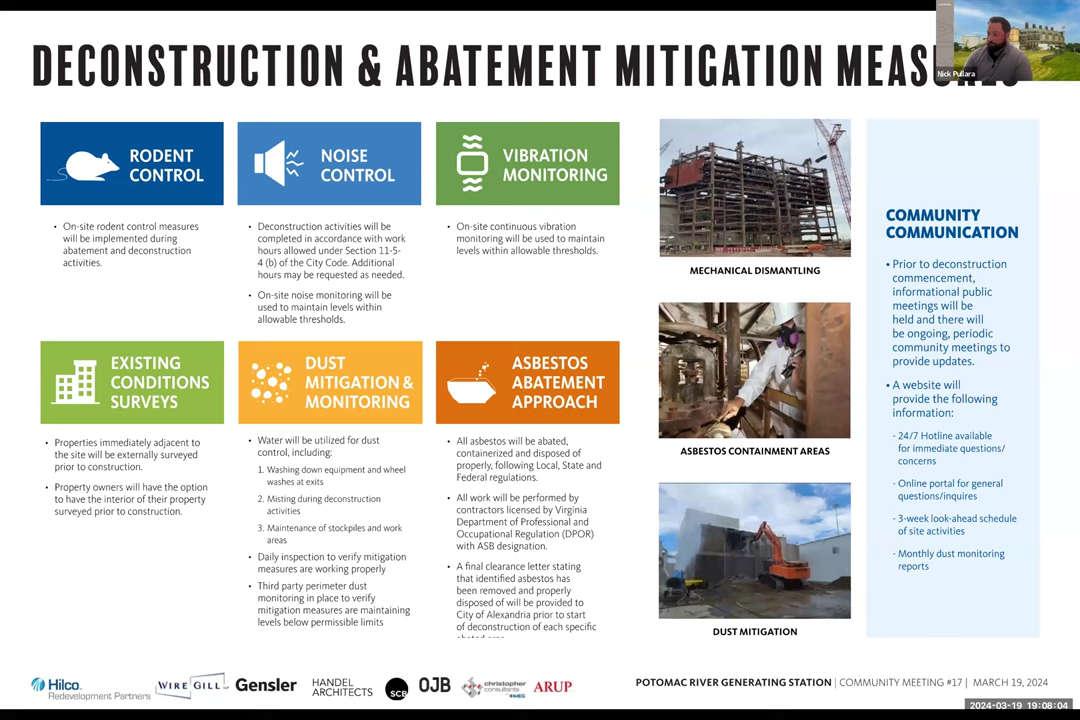 DECONSTRUCTION & ABATEMENT MITIGATION
Nick Pullara
RODENT
CONTROL
• On-site rodent control measures
will be implemented during
abatement and deconstruction
activities.
NOISE
CONTROL
• Deconstruction activities will be
completed in accordance with work
hours allowed under Section 11-5-
4 (b) of the City Code. Additional
hours may be requested as needed.
• On-site noise monitoring will be
used to maintain levels within
allowable thresholds.
VIBRATION
MONITORING
• On-site continuous vibration
monitoring will be used to maintain
levels within allowable thresholds.
EXISTING
CONDITIONS
SURVEYS
• Properties immediately adjacent to
the site will be externally surveyed
prior to construction.
• Property owners will have the option
to have the interior of their property
surveyed prior to construction.
DUST
MITIGATION &
MONITORING
• Water will be utilized for dust
control, including:
1. Washing down equipment and wheel
washes at exits
2. Misting during deconstruction
activities
3. Maintenance of stockpiles and work
areas
• Daily inspection to verify mitigation
measures are working properly
• Third party perimeter dust
monitoring in place to verify
mitigation measures are maintaining
levels below permissible limits
ASBESTOS
ABATEMENT
APPROACH
• All asbestos will be abated,
containerized and disposed of
properly, following Local, State and
Federal regulations.
• All work will be performed by
contractors licensed by Virginia
Department of Professional and
Occupational Regulation (DPOR)
with ASB designation.
• A final clearance letter stating
that identified asbestos has
been removed and properly
disposed of will be provided to
City of Alexandria prior to start
of deconstruction of each specific
MECHANICAL DISMANTLING
ASBESTOS CONTAINMENT AREAS
DUST MITIGATION
COMMUNITY
COMMUNICATION
• Prior to deconstruction
commencement,
informational public
meetings will be
held and there will
be ongoing, periodic
community meetings to
provide updates.
• A website will
provide the following
information:
- 24/7 Hotline available
for immediate questions/
concerns
- Online portal for general
questions/inquires
- 3-week look-ahead schedule
of site activities
- Monthly dust monitoring
reports
Hilco
Redevelopment Partners
WIRE GILL
Gensler
HANDEL
ARCHITECTS
SCB
OJB
christopher
consultants
ARUP
POTOMAC RIVER GENERATING STATION | COMMUNITY MEETING #17 | MARCH 19, 2024
2024-03-19 19:08:04